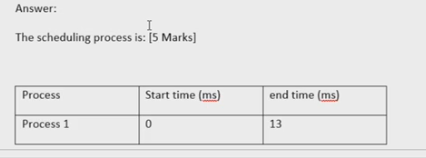 Answer:
The scheduling process is: [5 Marks]
Process Start time (ms) end time (ms)
Process 1 0 13